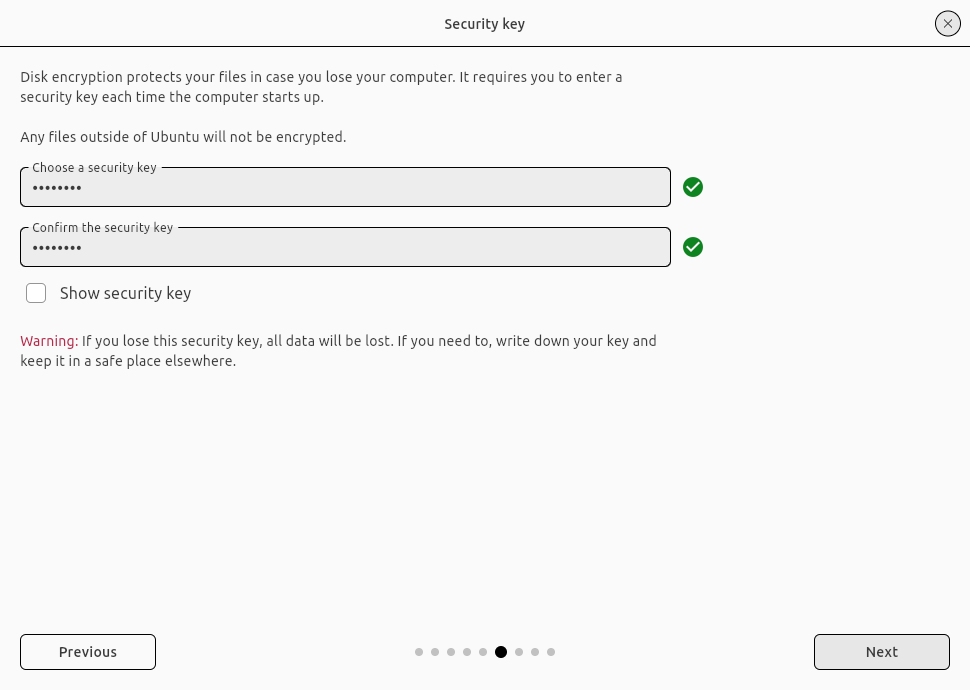 Security key
Disk encryption protects your files in case you lose your computer. It requires you to enter a
security key each time the computer starts up.
Any files outside of Ubuntu will not be encrypted.
Choose a security key
••••••••
Confirm the security key
••••••••
Show security key
Warning: If you lose this security key, all data will be lost. If you need to, write down your key and
keep it in a safe place elsewhere.
Previous
Next